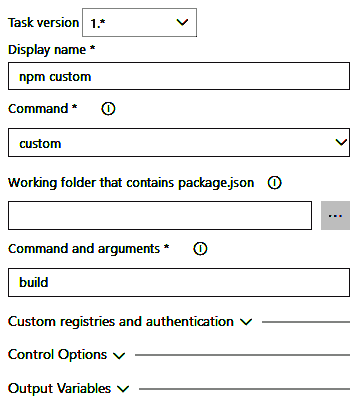 Task version 1.*
Display name *
npm custom
Command *
custom
Working folder that contains package.json
...
Command and arguments *
build
Custom registries and authentication
Control Options
Output Variables